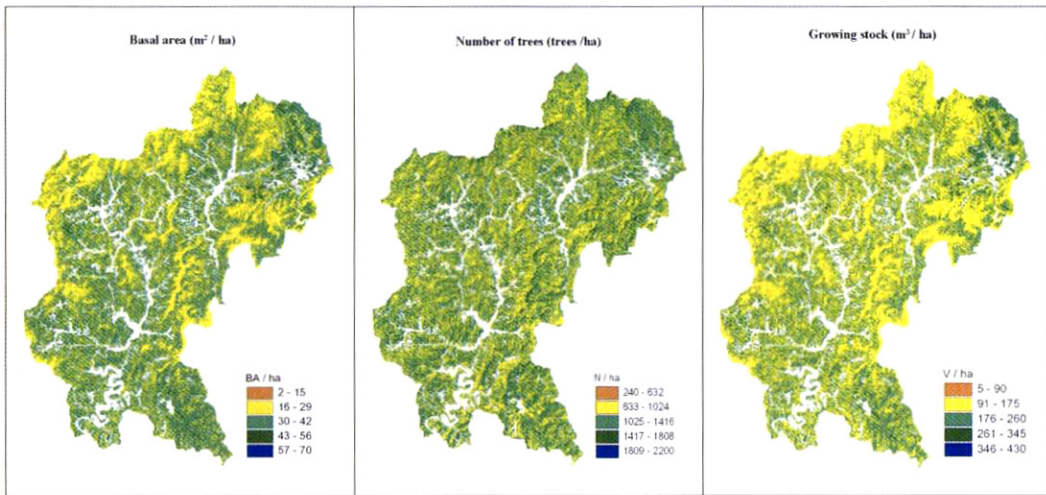 Basal area (m² / ha)
BA / ha
2 - 15
16 - 29
30 - 42
43 - 56
57 - 70
Number of trees (trees /ha)
N / ha
240 - 632
633 - 1024
1025 - 1416
1417 - 1808
1809 - 2200
Growing stock (m³ / ha)
V / ha
5 - 90
91 - 175
176 - 260
261 - 345
346 - 430